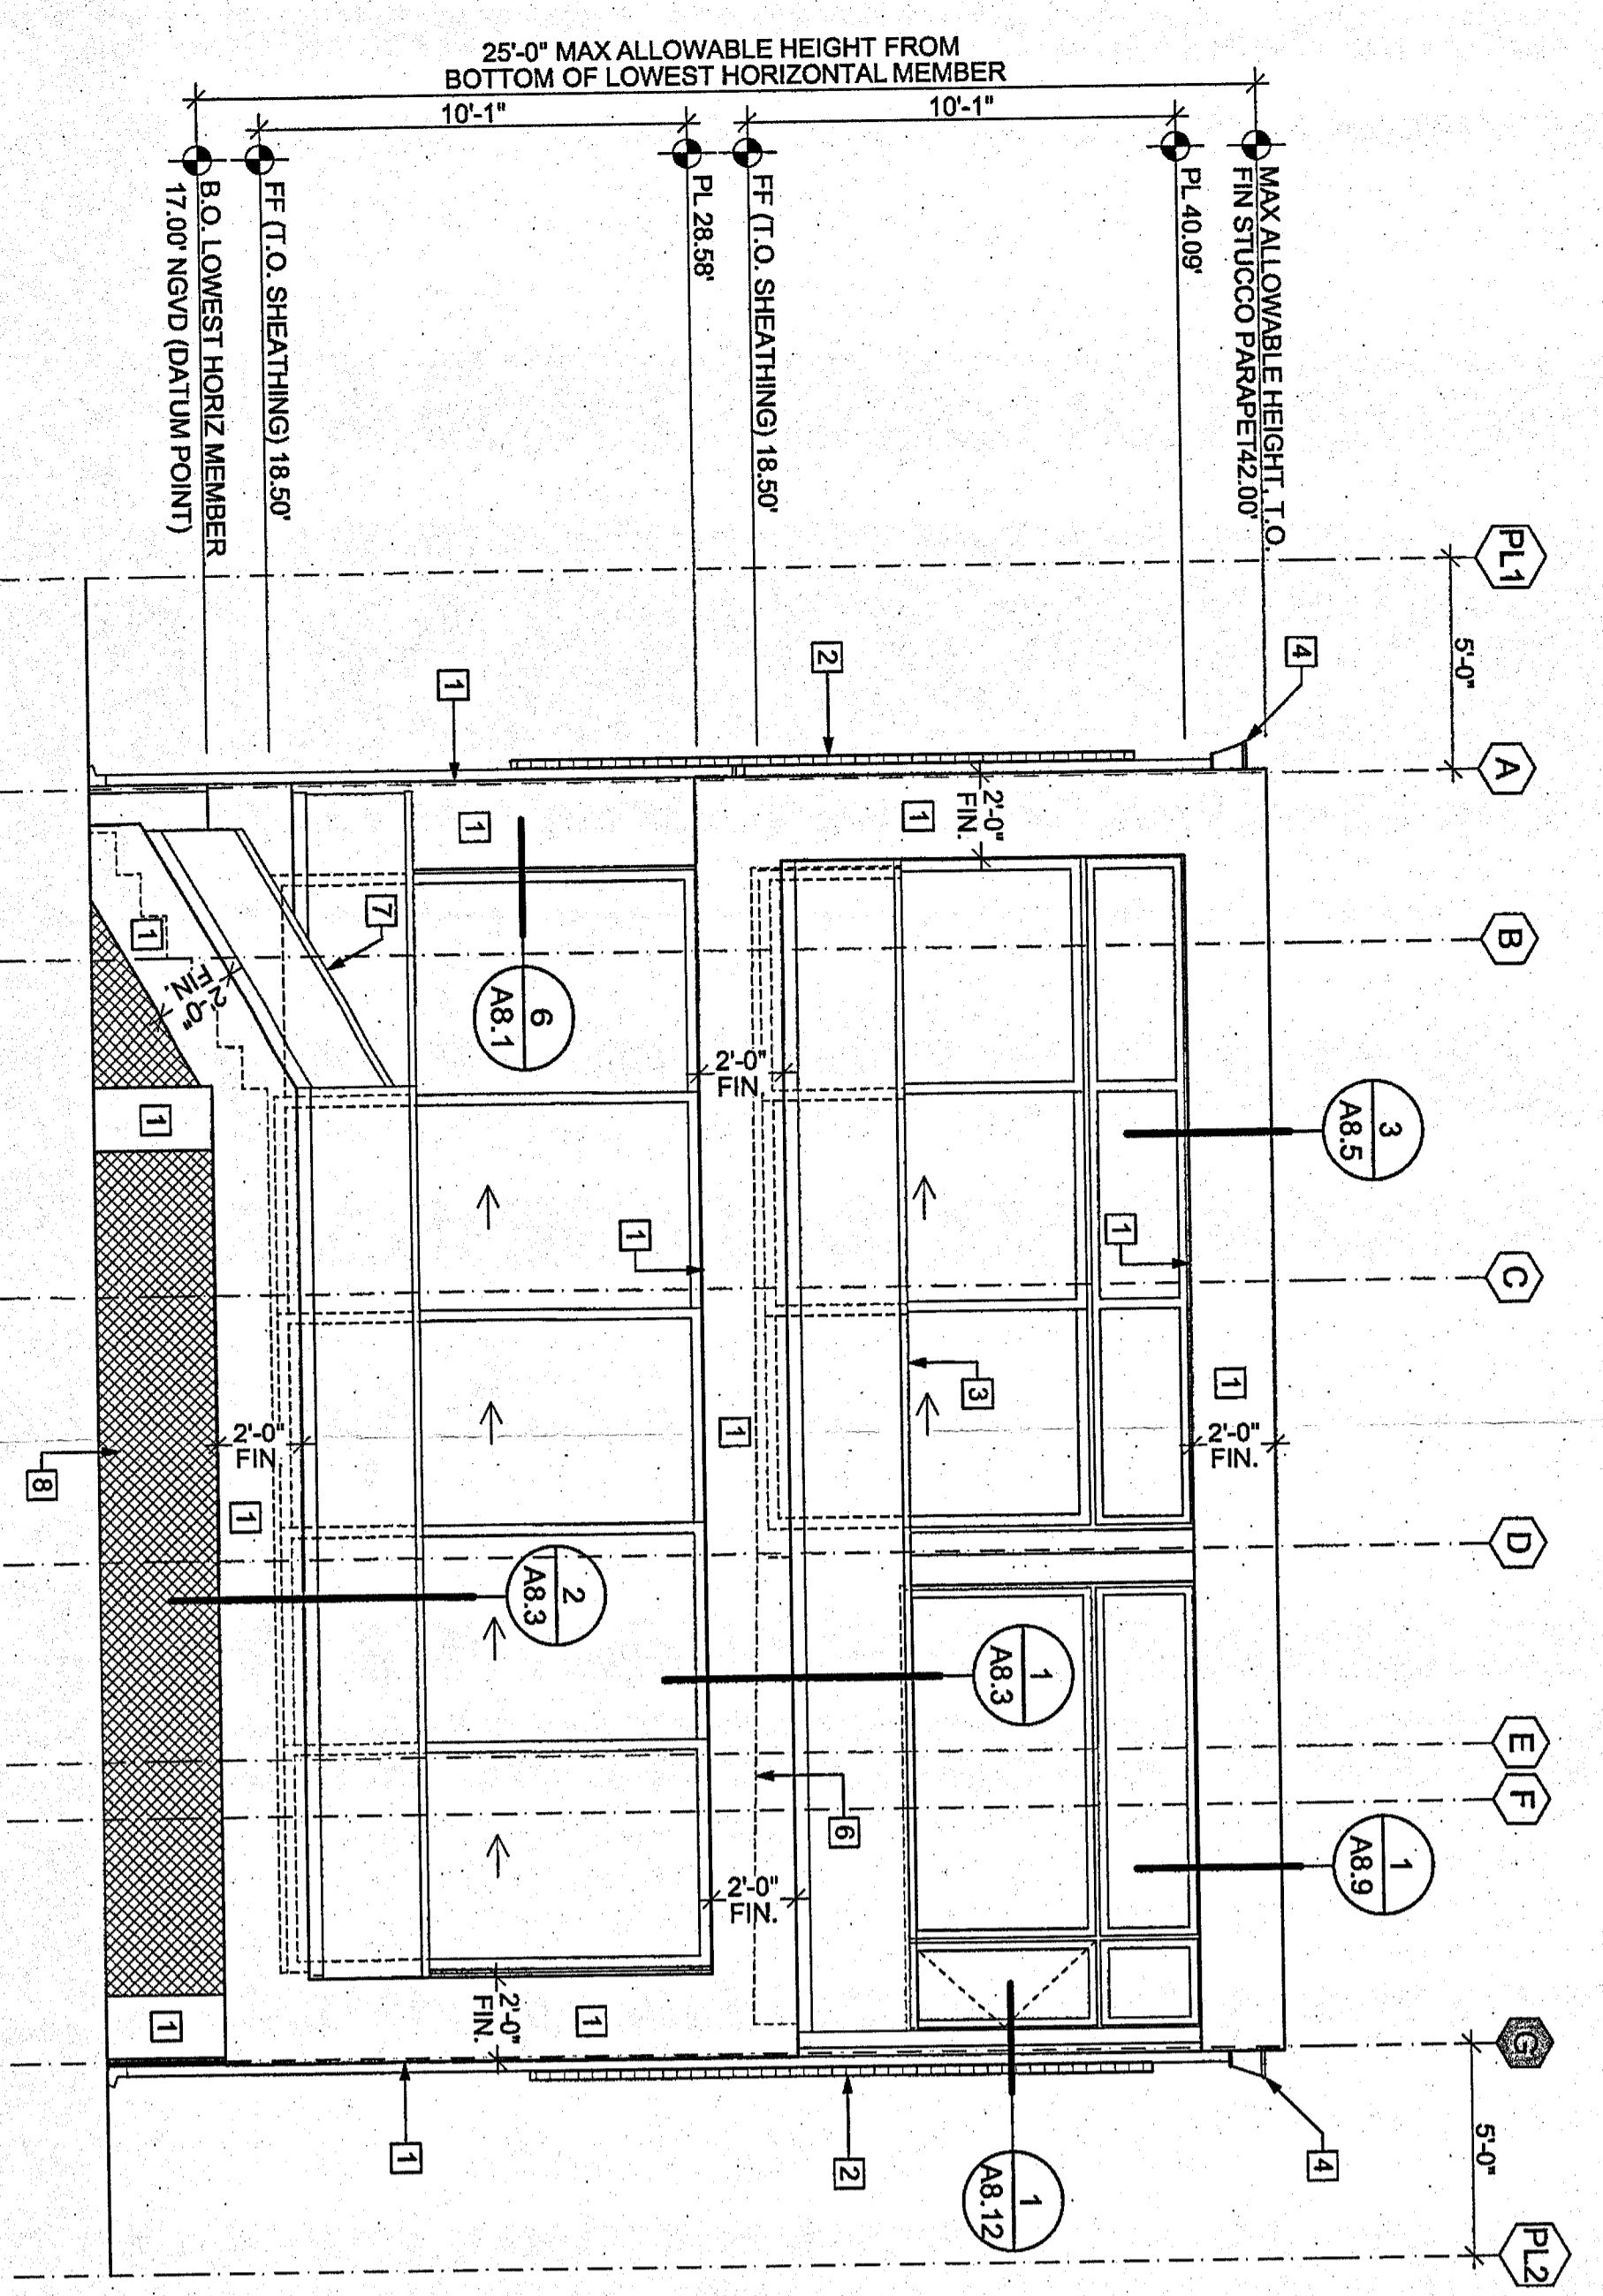 25'-0" MAX ALLOWABLE HEIGHT FROM
BOTTOM OF LOWEST HORIZONTAL MEMBER
10'-1"
10'-1"
MAX ALLOWABLE HEIGHT, T.O.
FIN STUCCO PARAPET42.00'
PL 40.09'
FF (T.O. SHEATHING) 18.50'
PL 28.58'
FF (T.O. SHEATHING) 18.50'
B.O. LOWEST HORIZ MEMBER
17.00' NGVD (DATUM POINT)
PL1
5'-0"
A
B
C
D
E
F
G
5'-0"
PL2
4
2
1
1
2'-0"
FIN.
1
7
1
2'-0"
FIN.
6
A8.1
2'-0"
FIN
3
A8.5
1
1
1
3
1
2'-0"
FIN.
1
2'-0"
FIN
8
1
2
A8.3
1
A8.3
6
1
A8.9
2'-0"
FIN.
2'-0"
FIN.
1
1
1
2
4
1
A8.12